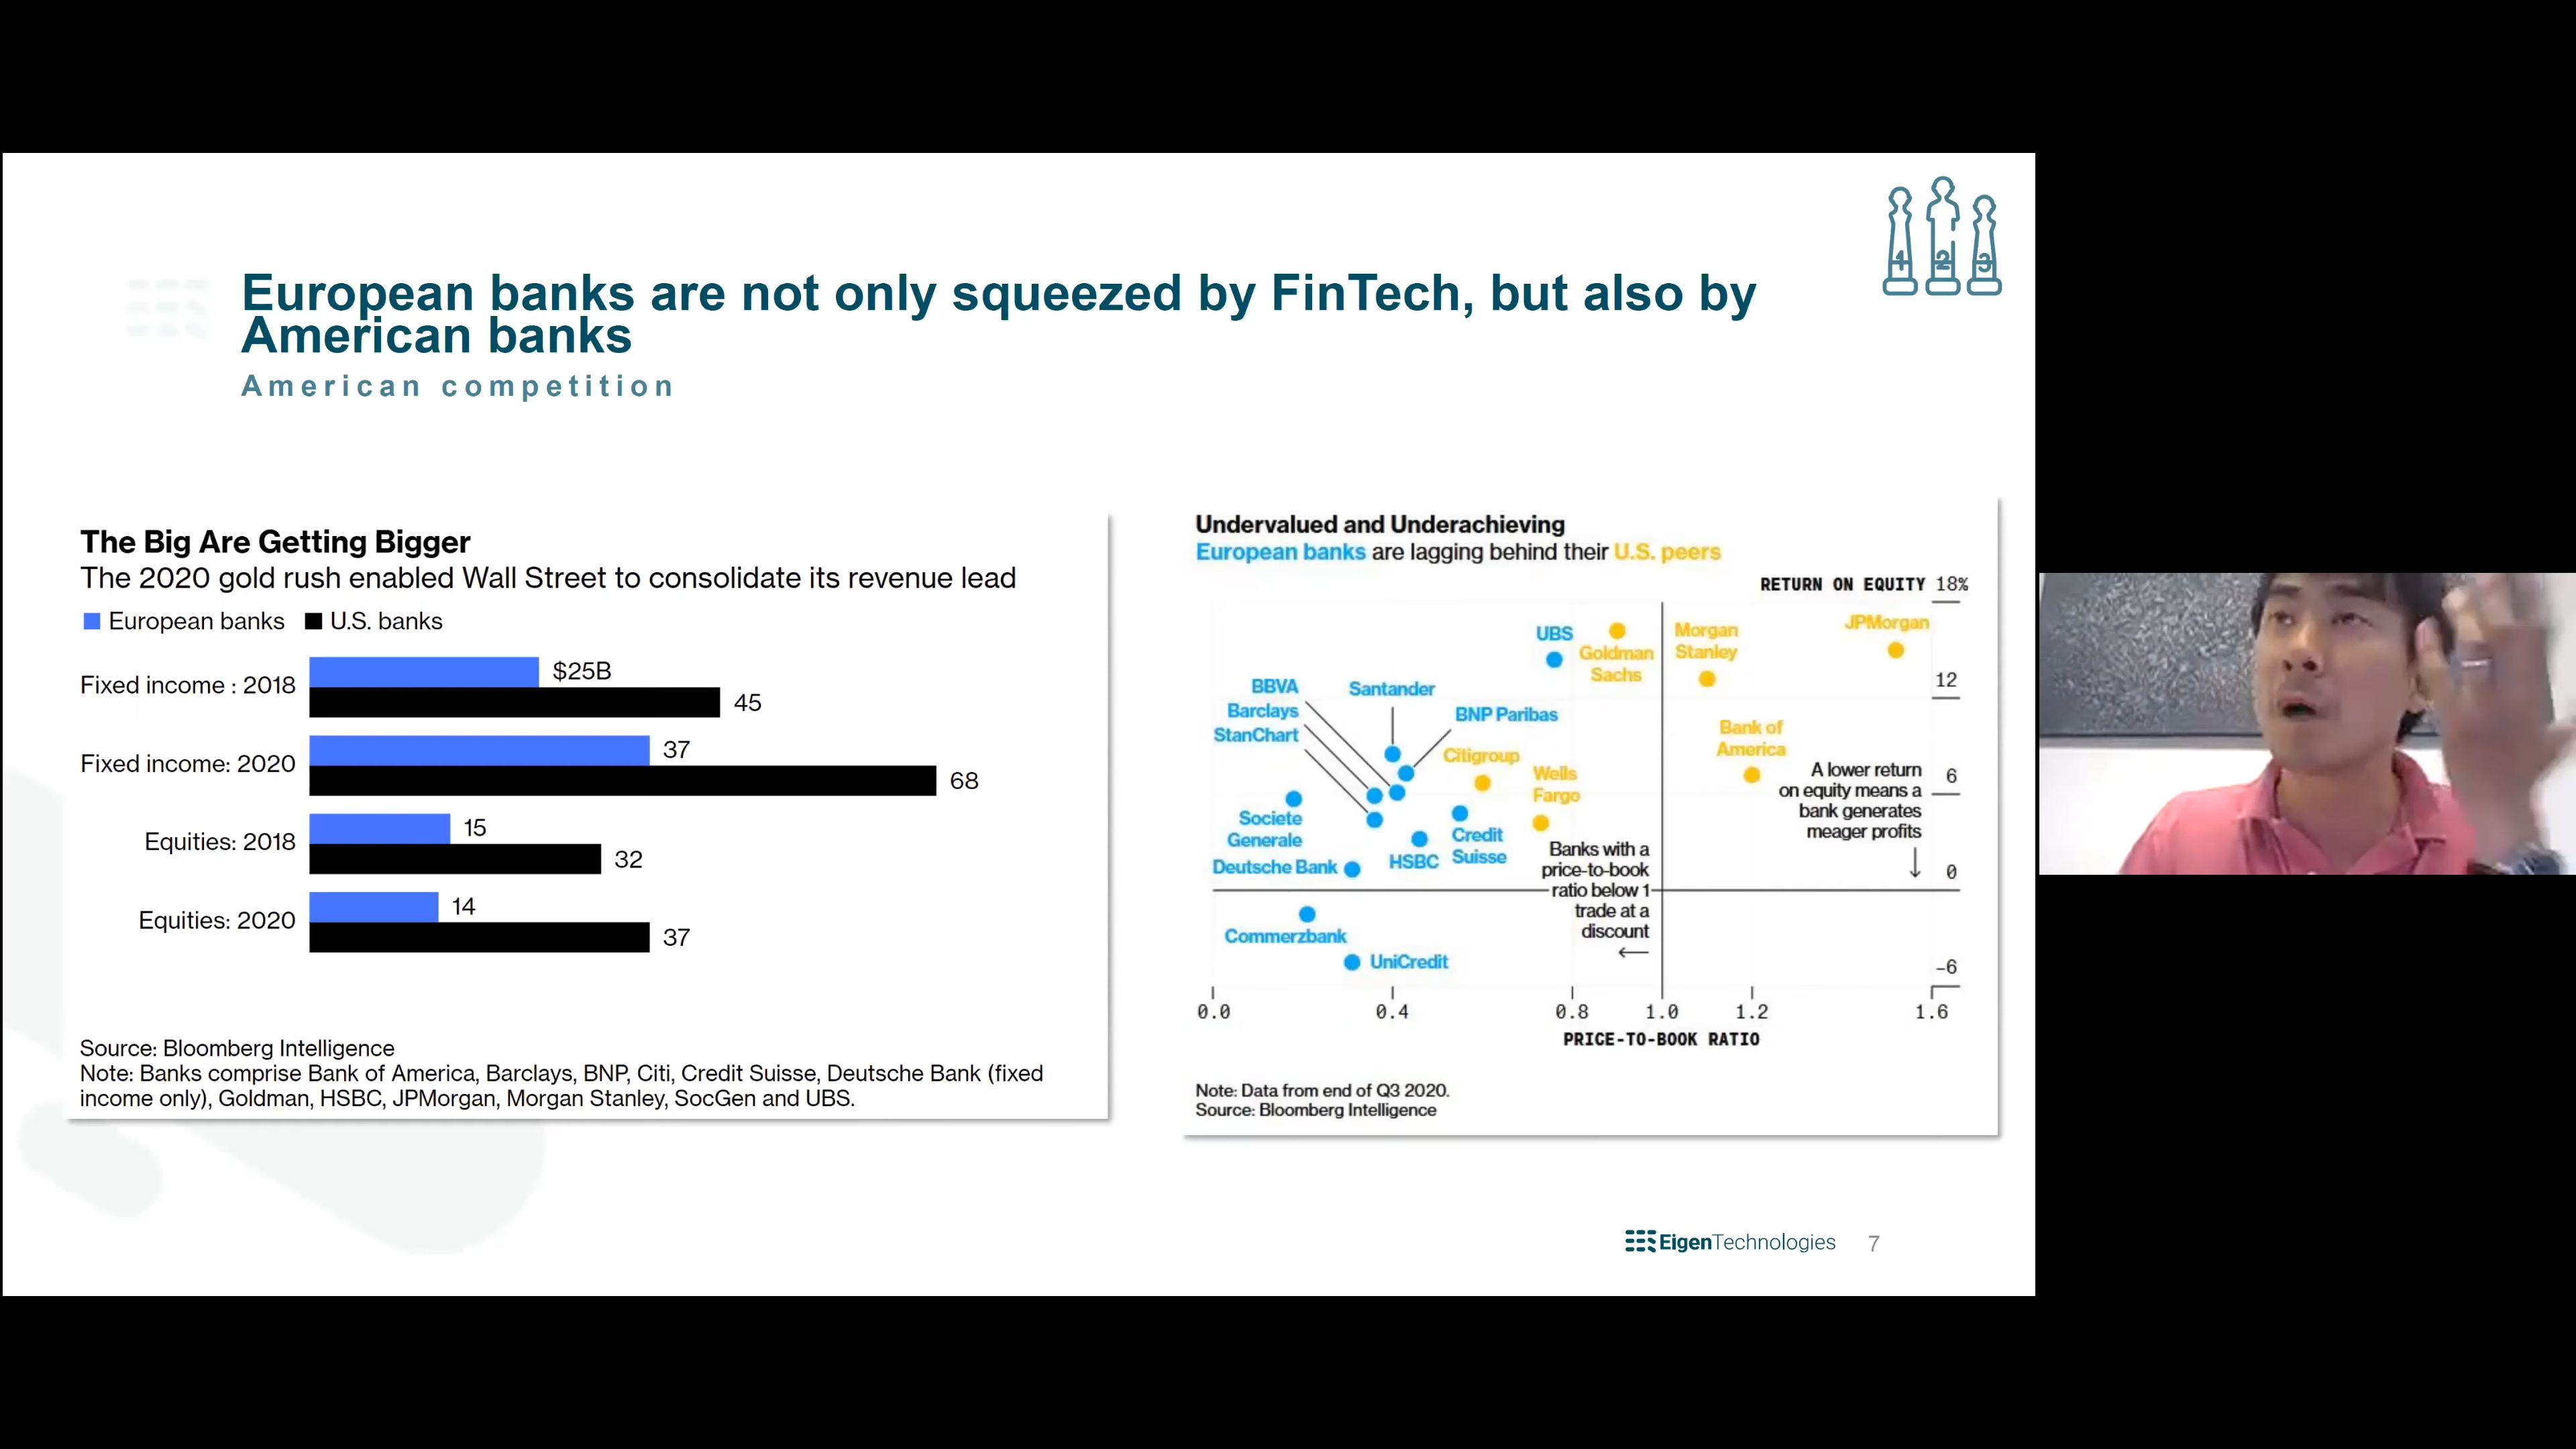 1 2 3
European banks are not only squeezed by FinTech, but also by
American banks
American competition
The Big Are Getting Bigger
The 2020 gold rush enabled Wall Street to consolidate its revenue lead
European banks U.S. banks
Fixed income : 2018
$25B
45
Fixed income: 2020
37
68
Equities: 2018
15
32
Equities: 2020
14
37
Source: Bloomberg Intelligence
Note: Banks comprise Bank of America, Barclays, BNP, Citi, Credit Suisse, Deutsche Bank (fixed
income only), Goldman, HSBC, JPMorgan, Morgan Stanley, SocGen and UBS.
Undervalued and Underachieving
European banks are lagging behind their U.S. peers
RETURN ON EQUITY 18%
UBS
Goldman
Sachs
Morgan
Stanley
JPMorgan
12
BBVA
Barclays
StanChart
Santander
BNP Paribas
Citigroup
Wells
Fargo
Bank of
America
A lower return
on equity means a
bank generates
meager profits
6
Societe
Generale
Deutsche Bank
HSBC
Credit
Suisse
Banks with a
price-to-book
ratio below 1
trade at a
discount
0
Commerzbank
UniCredit
-6
0.0 0.4 0.8 1.0 1.2 1.6
PRICE-TO-BOOK RATIO
Note: Data from end of Q3 2020.
Source: Bloomberg Intelligence
EigenTechnologies 7